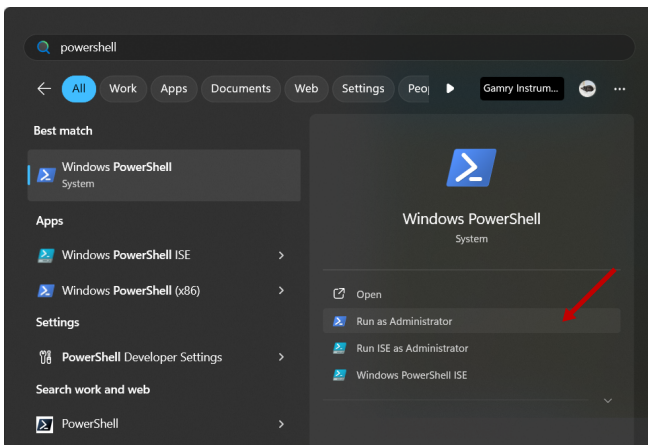 powershell
All Work Apps Documents Web Settings Gamry Instrum... ...
Best match
Windows PowerShell
System
Apps
Windows PowerShell ISE
Windows PowerShell (x86)
Settings
PowerShell Developer Settings
Search work and web
PowerShell
Windows PowerShell
System
Open
Run as Administrator
Run ISE as Administrator
Windows PowerShell ISE